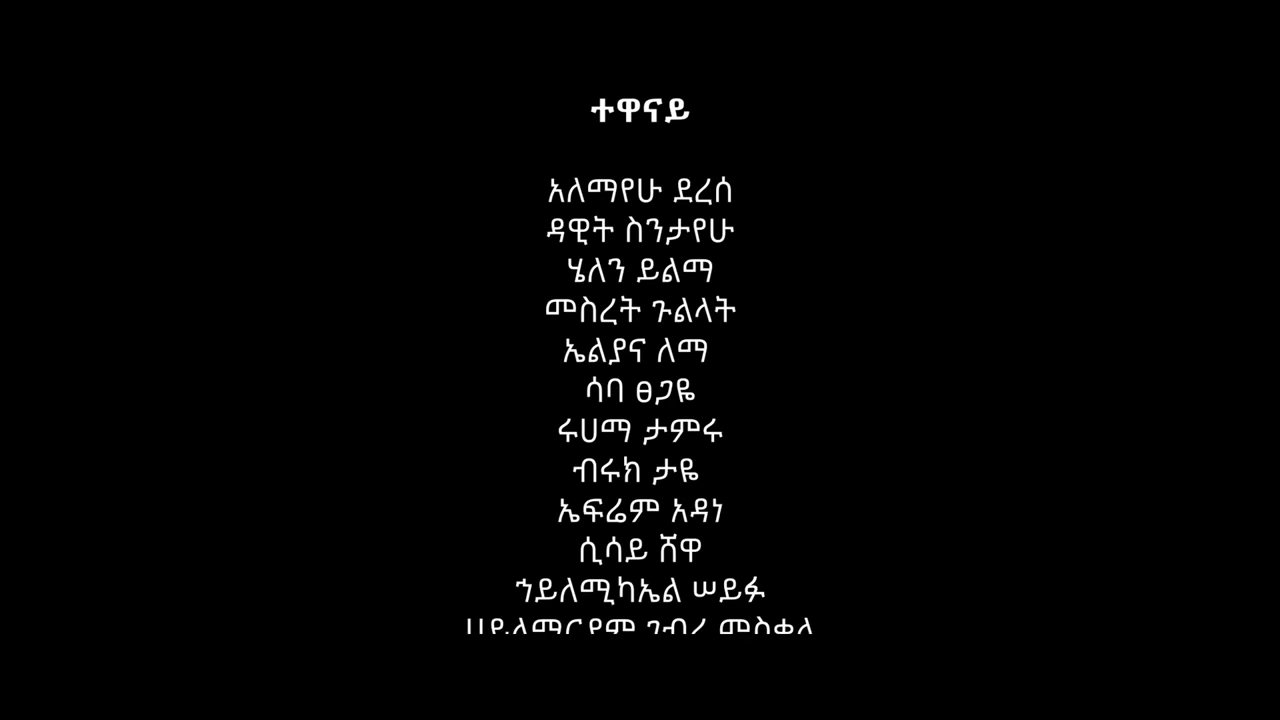 ተዋናይ
አለማየሁ ደረሰ
ዳዊት ስንታየሁ
ሄለን ይልማ
መስረት ጉልላት
ኤልያና ለማ
ሳባ ፀጋዬ
ሩሀማ ታምሩ
ብሩክ ታዬ
ኤፍሬም አዳነ
ሲሳይ ሸዋ
ኀይለሚካኤል ሠይፉ